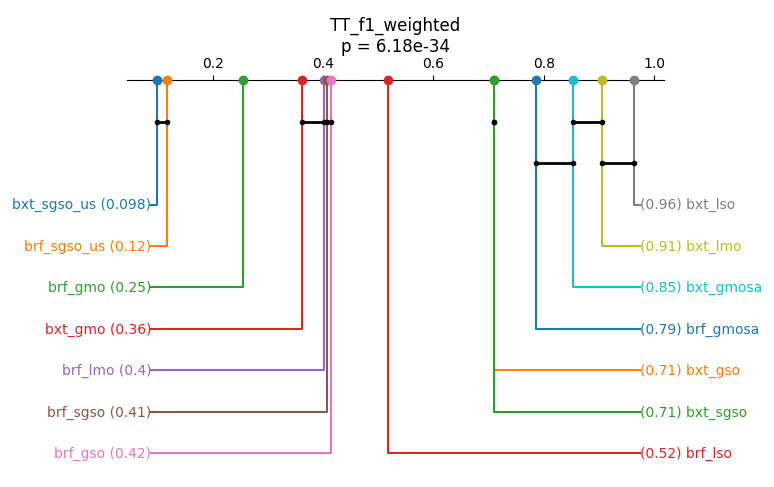 TT_f1_weighted
p = 6.18e-34
0.2 0.4 0.6 0.8 1.0
bxt_sgso_us (0.098)
(0.96) bxt_lso
brf_sgso_us (0.12)
(0.91) bxt_lmo
brf_gmo (0.25)
(0.85) bxt_gmosa
bxt_gmo (0.36)
(0.79) brf_gmosa
brf_lmo (0.4)
(0.71) bxt_gso
brf_sgso (0.41)
(0.71) bxt_sgso
brf_gso (0.42)
(0.52) brf_lso